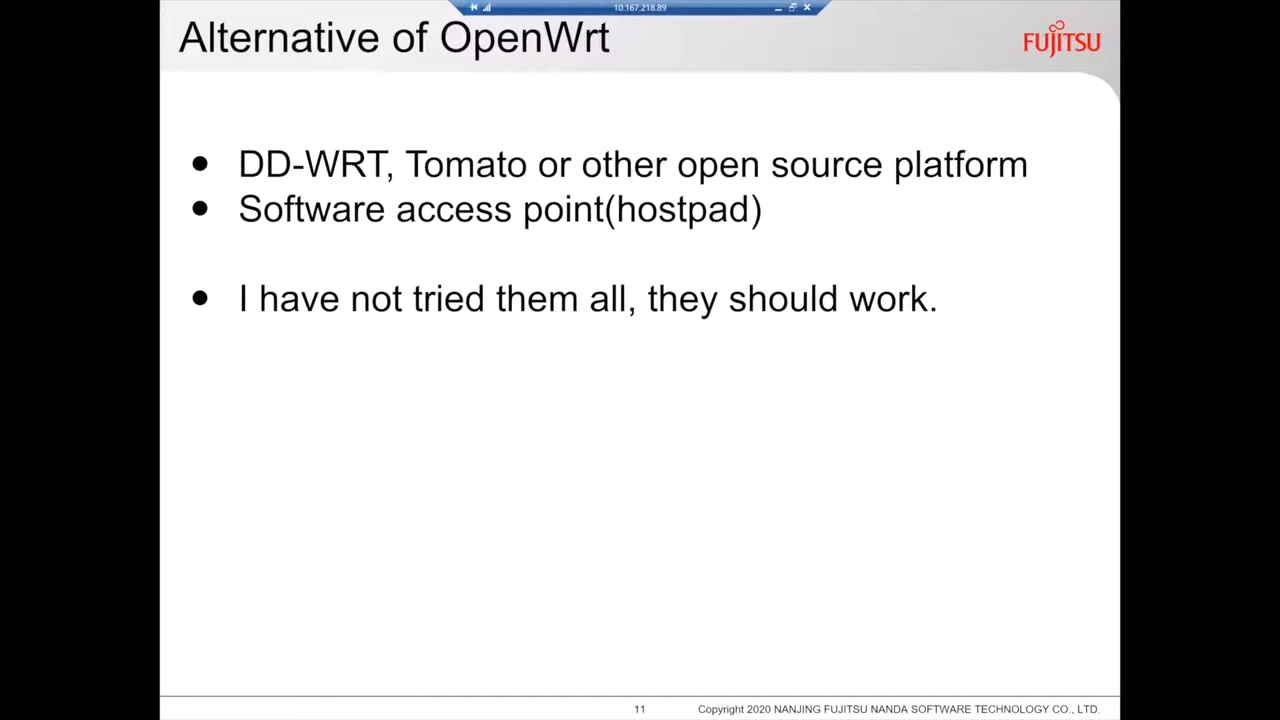 10.167.218.89
Alternative of OpenWrt
FUJITSU
● DD-WRT, Tomato or other open source platform
● Software access point(hostpad)
● I have not tried them all, they should work.
11
Copyright 2020 NANJING FUJITSU NANDA SOFTWARE TECHNOLOGY CO., LTD.